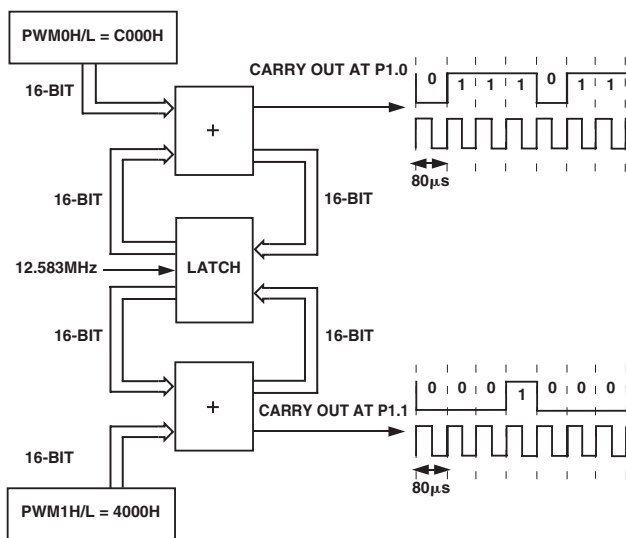 PWM0H/L = C000H
16-BIT
CARRY OUT AT P1.0
0 1 1 1 0 1 1
+
80μs
16-BIT
16-BIT
12.583MHz
LATCH
16-BIT
16-BIT
+
CARRY OUT AT P1.1
0 0 0 1 0 0 0
16-BIT
80μs
PWM1H/L = 4000H